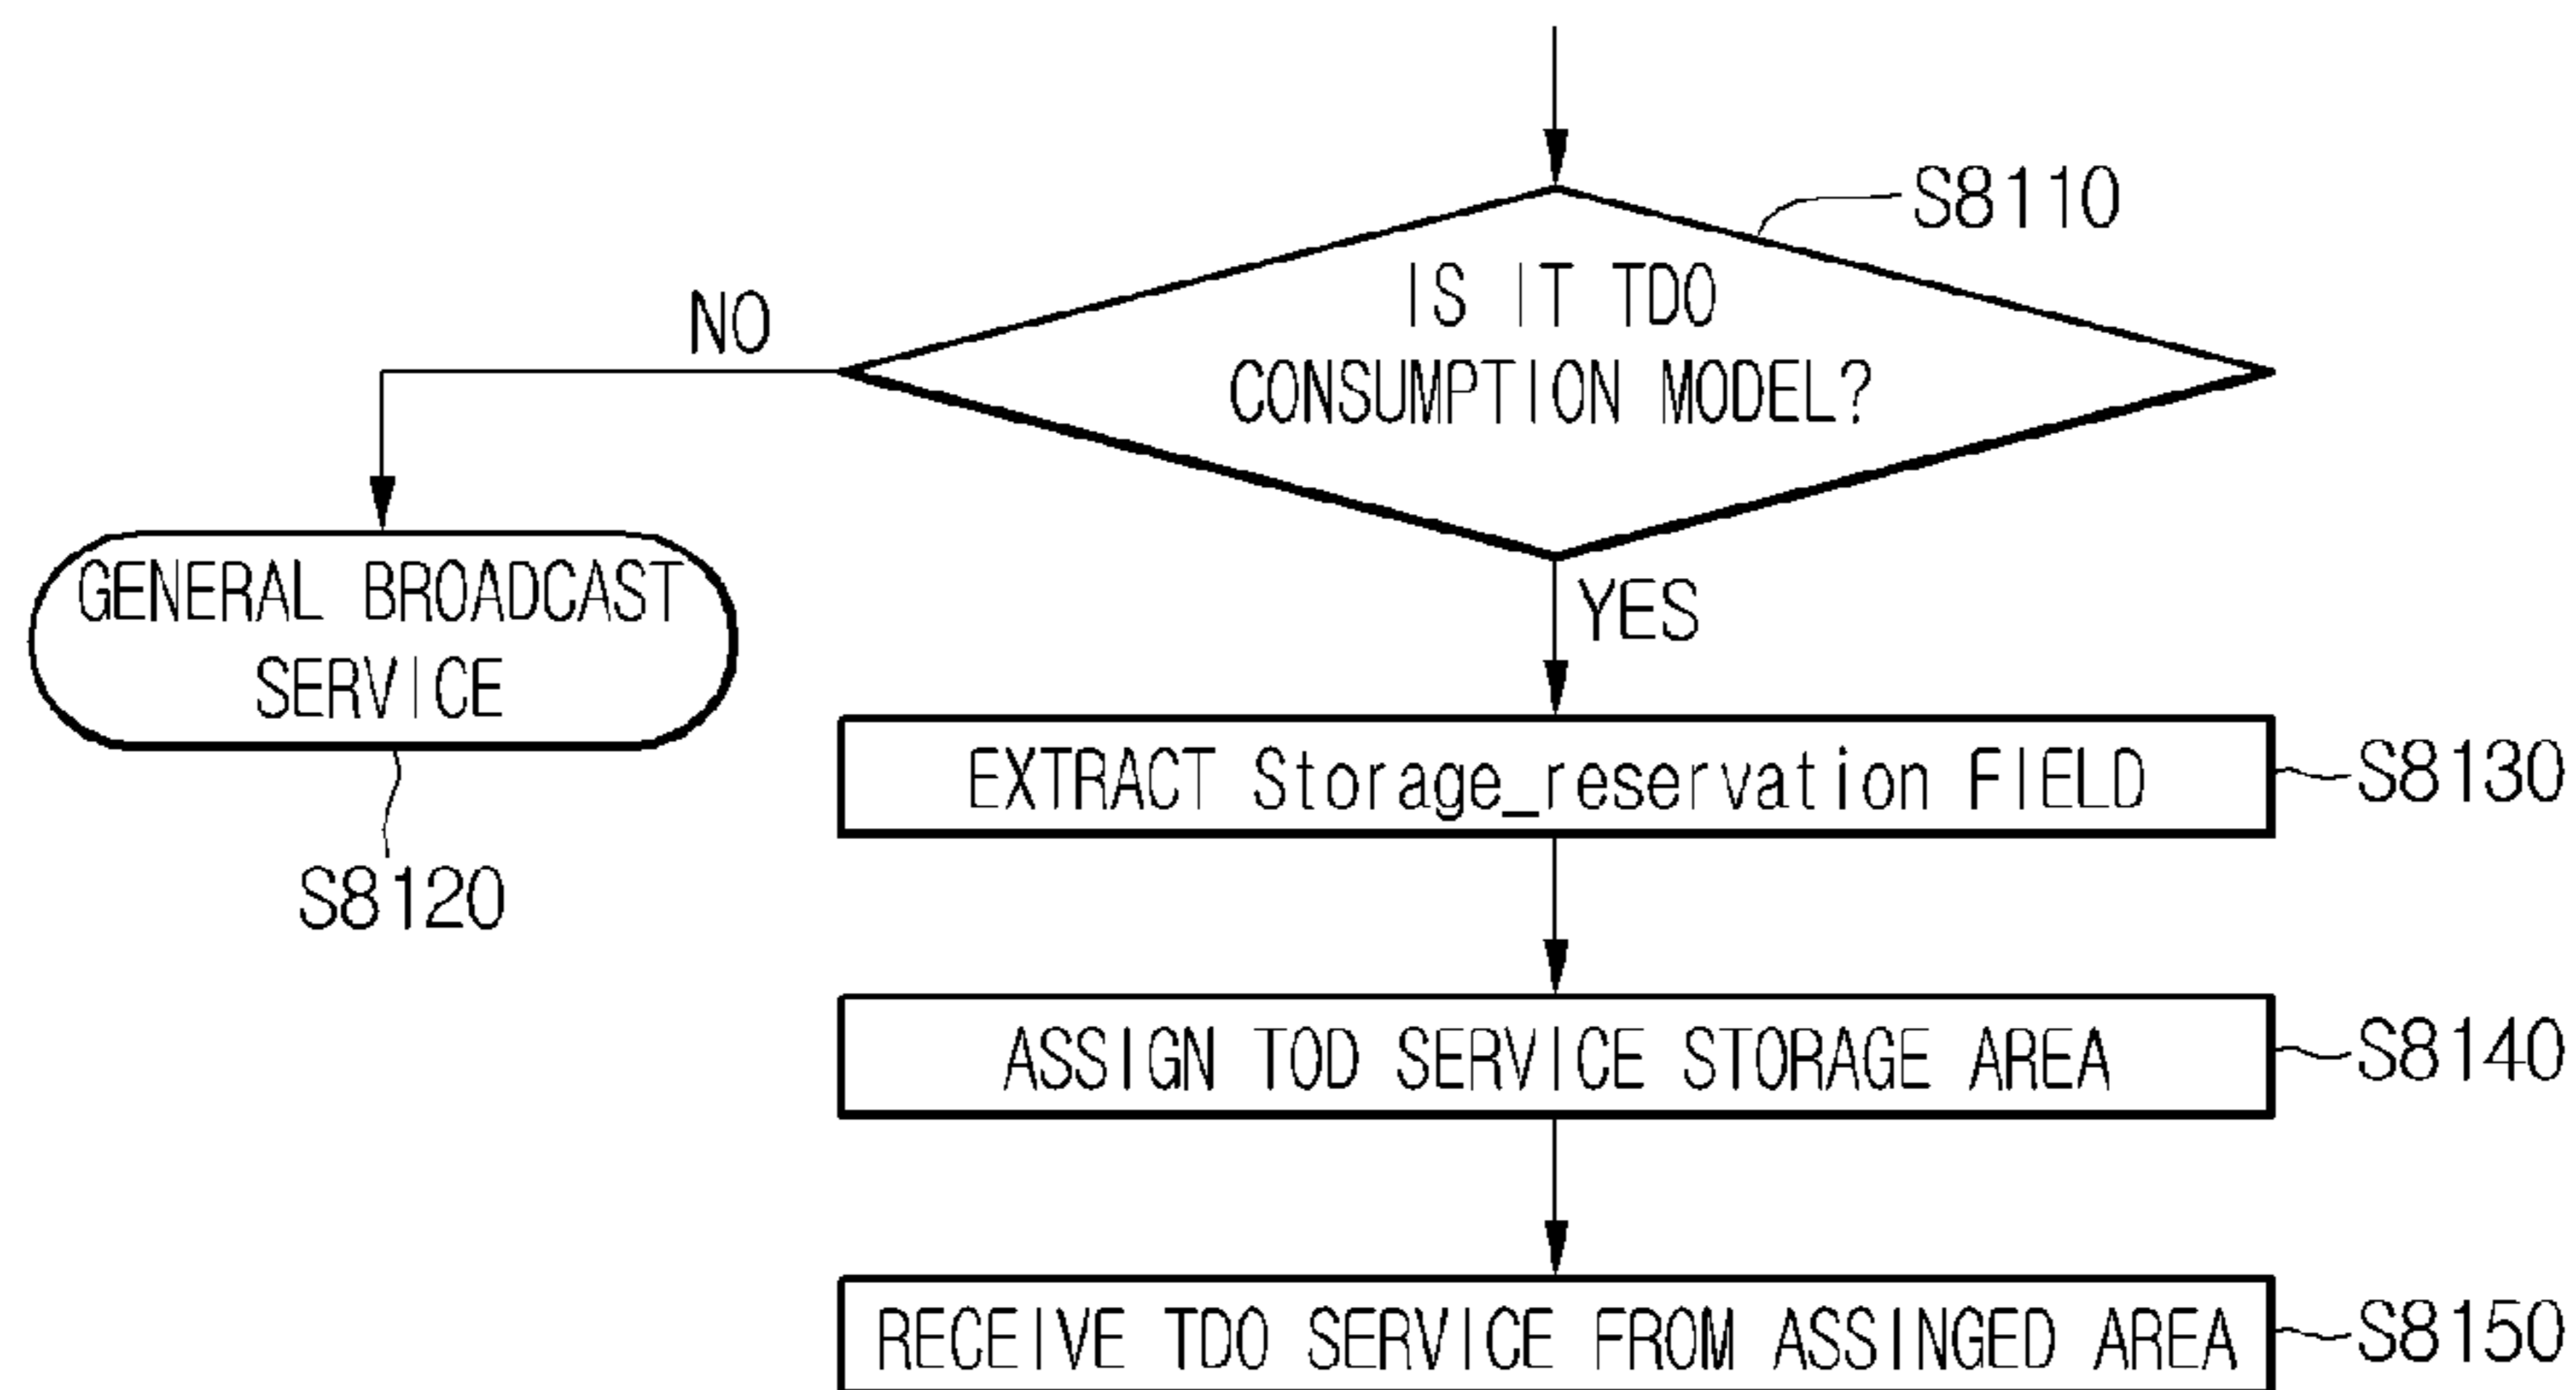 S8110
IS IT TDO
CONSUMPTION MODEL?
NO
YES
GENERAL BROADCAST
SERVICE
S8120
EXTRACT Storage_reservation FIELD
S8130
ASSIGN TOD SERVICE STORAGE AREA
S8140
RECEIVE TDO SERVICE FROM ASSINGED AREA
S8150